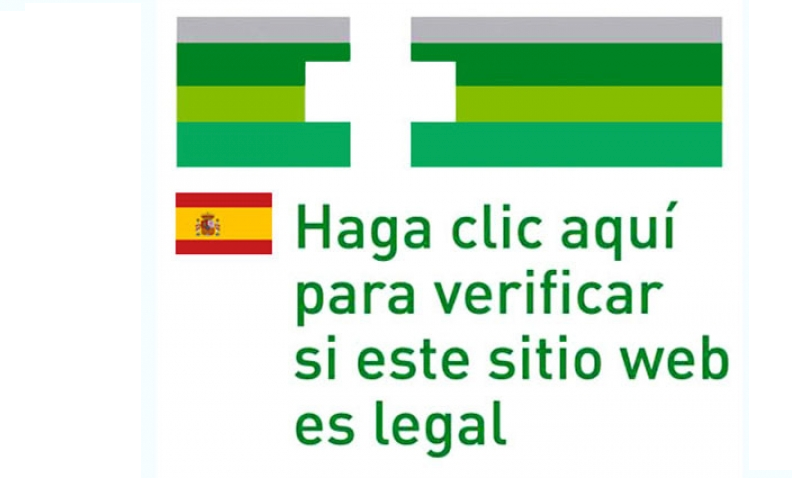 Haga clic aquí
para verificar
si este sitio web
es legal